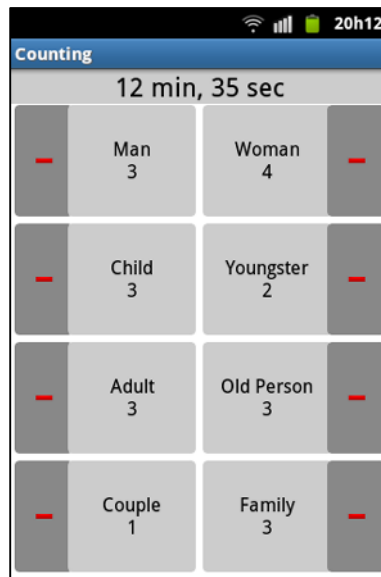 20h12
Counting
12 min, 35 sec
Man
3
Woman
4
Child
3
Youngster
2
Adult
3
Old Person
3
Couple
1
Family
3